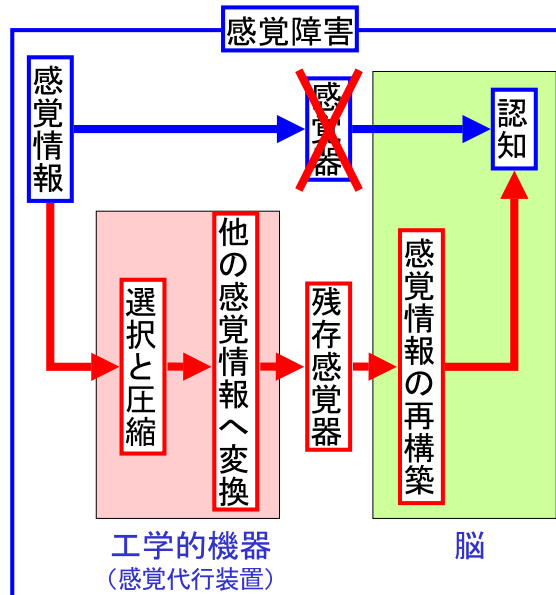 感覚障害
感覚情報
感覚器
認知
選択と圧縮
他の感覚情報へ変換
残存感覚器
感覚情報の再構築
工学的機器
（感覚代行装置）
脳